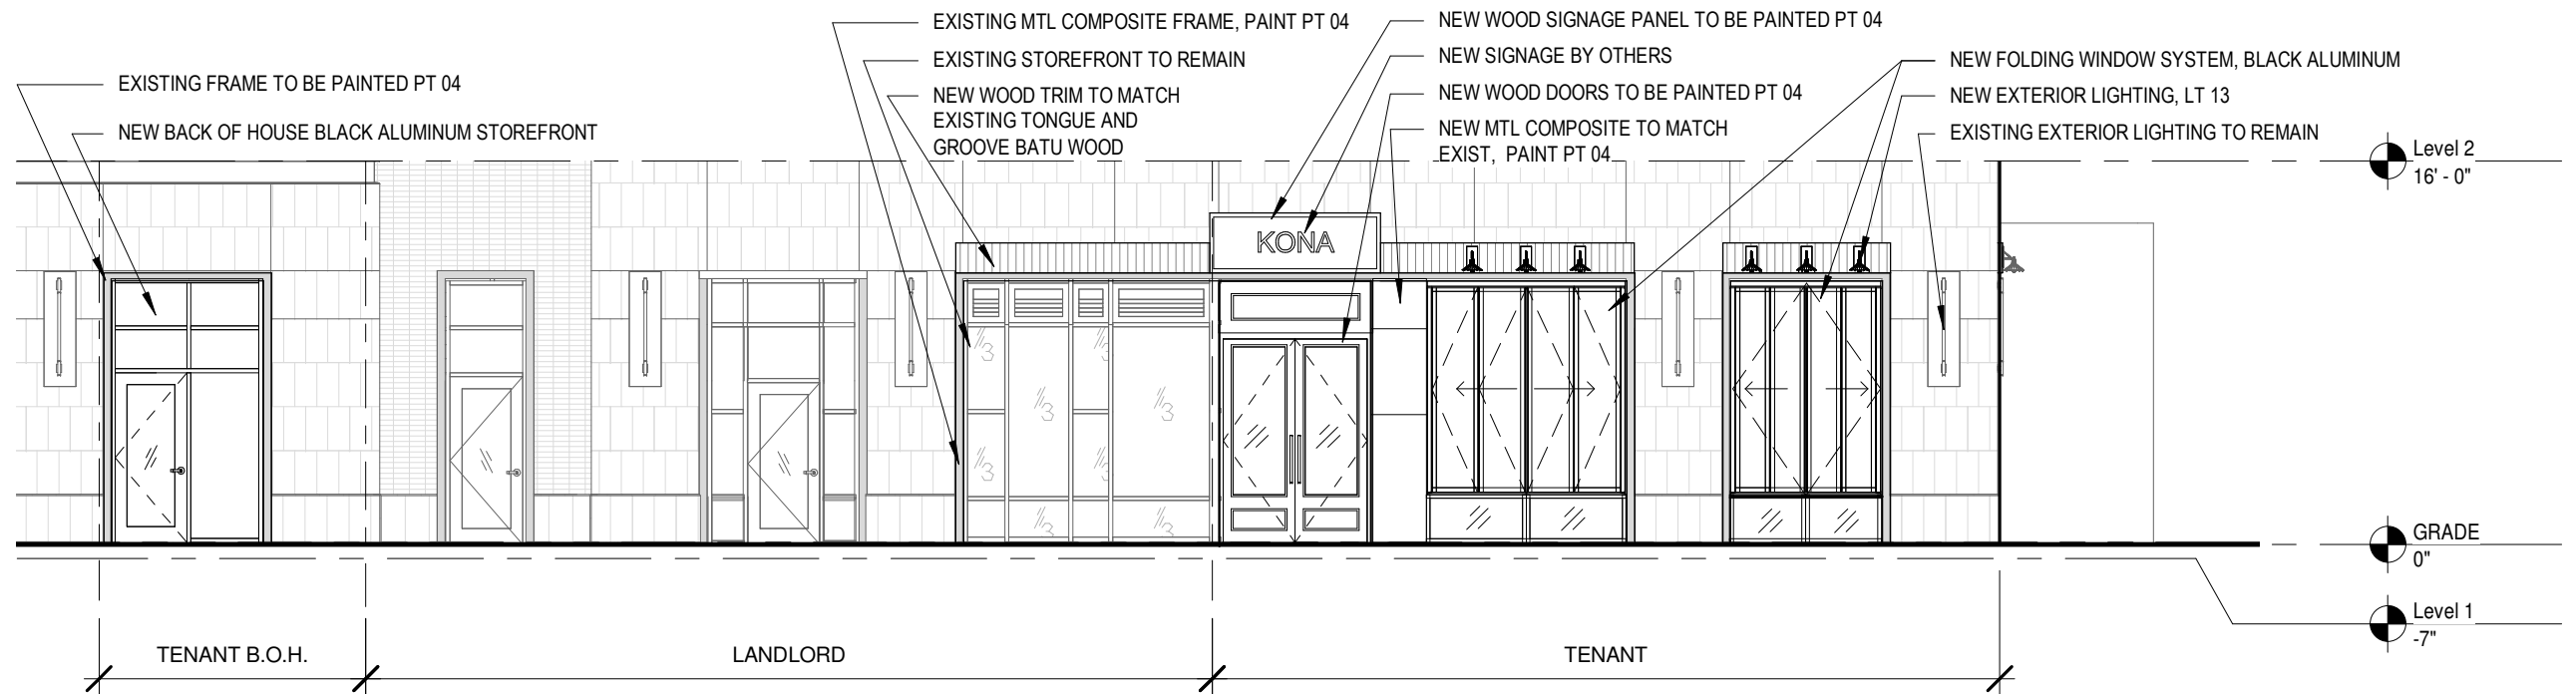 EXISTING FRAME TO BE PAINTED PT 04
NEW BACK OF HOUSE BLACK ALUMINUM STOREFRONT
EXISTING MTL COMPOSITE FRAME, PAINT PT 04
EXISTING STOREFRONT TO REMAIN
NEW WOOD TRIM TO MATCH
EXISTING TONGUE AND
GROOVE BATU WOOD
NEW WOOD SIGNAGE PANEL TO BE PAINTED PT 04
NEW SIGNAGE BY OTHERS
NEW WOOD DOORS TO BE PAINTED PT 04
NEW MTL COMPOSITE TO MATCH
EXIST, PAINT PT 04
NEW FOLDING WINDOW SYSTEM, BLACK ALUMINUM
NEW EXTERIOR LIGHTING, LT 13
EXISTING EXTERIOR LIGHTING TO REMAIN
Level 2
16' - 0"
KONA
GRADE
0"
Level 1
-7"
TENANT B.O.H.
LANDLORD
TENANT